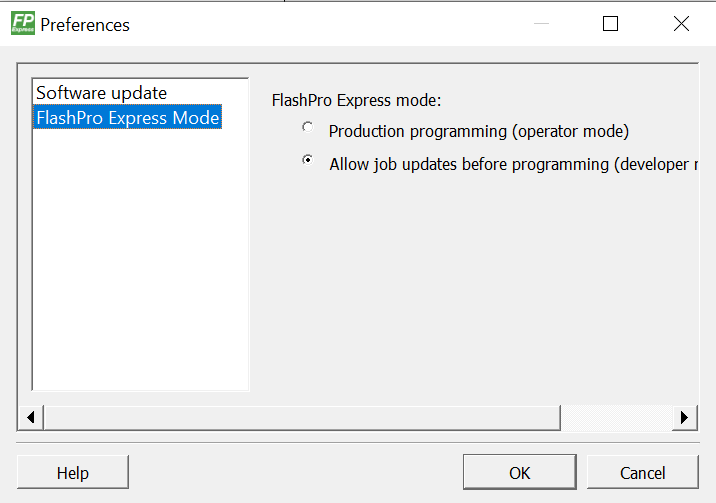 FP
Express
Preferences
Software update
FlashPro Express Mode
FlashPro Express mode:
Production programming (operator mode)
Allow job updates before programming (developer
Help
OK
Cancel